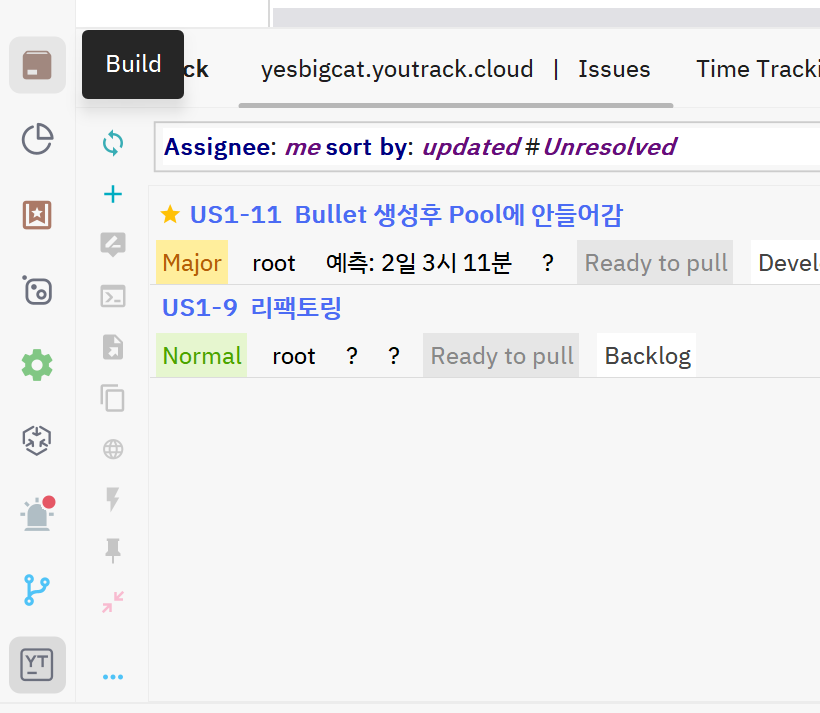 Build
ck
yesbigcat.youtrack.cloud | Issues
Time Tracki
Assignee: me sort by: updated #Unresolved
US1-11 Bullet 생성후 Pool에 안들어감
Major root 예측: 2일 3시 11분 ? Ready to pull Devel
US1-9 리팩토링
Normal root ? ? Ready to pull Backlog
YT